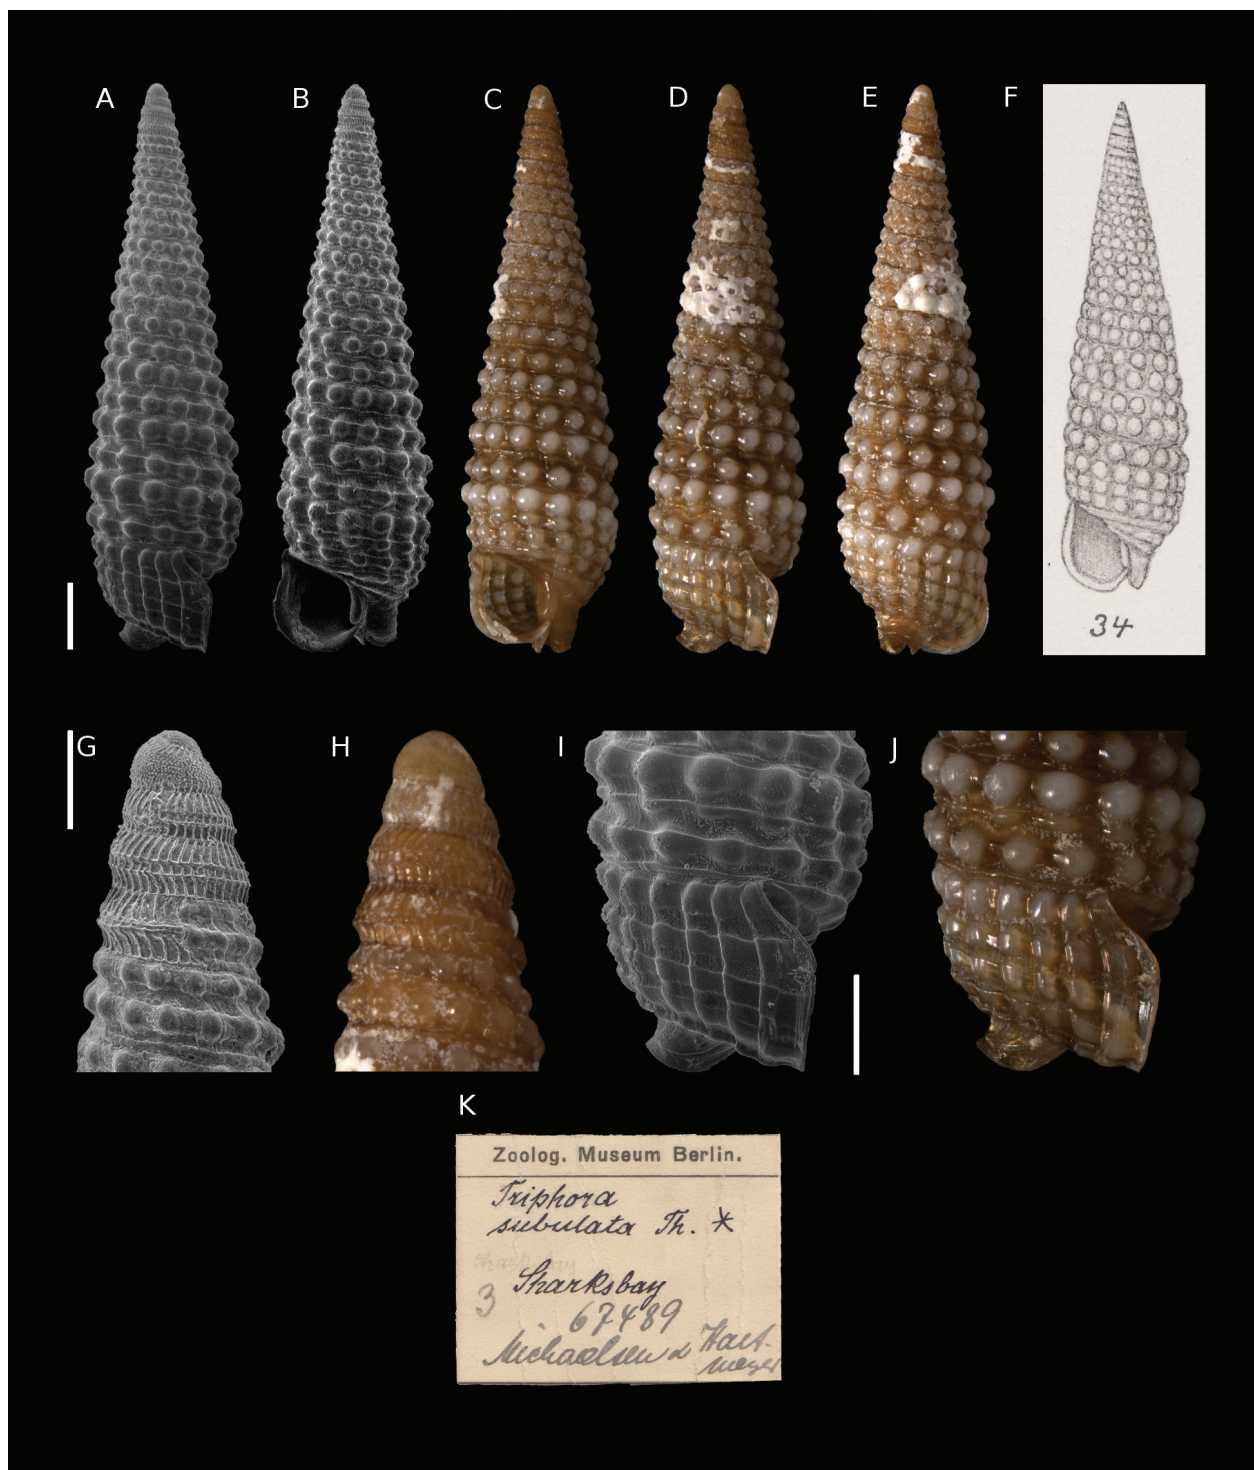 A
B
C
D
E
F
34
G
H
I
J
K
Zoolog. Museum Berlin.
Triphora
subulata Th. *
3 Sharksbay
67489
Michaelsen & Hart-
meyer